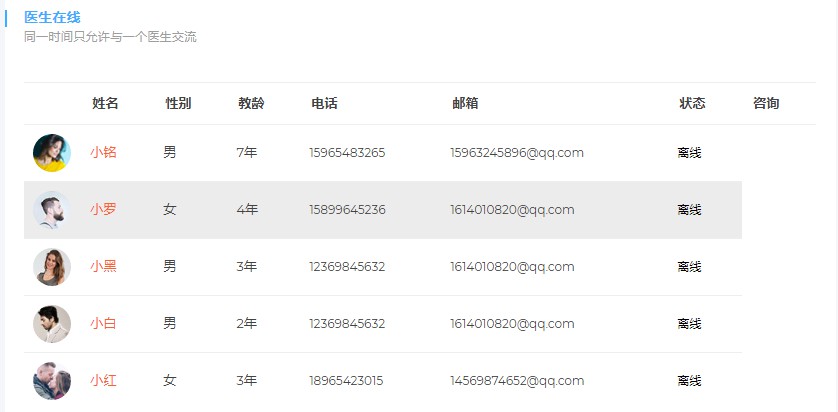 医生在线
同一时间只允许与一个医生交流
姓名 性别 教龄 电话 邮箱 状态 咨询
小铭 男 7年 15965483265 15963245896@qq.com 离线
小罗 女 4年 15899645236 1614010820@qq.com 离线
小黑 男 3年 12369845632 1614010820@qq.com 离线
小白 男 2年 12369845632 1614010820@qq.com 离线
小红 女 3年 18965423015 14569874652@qq.com 离线